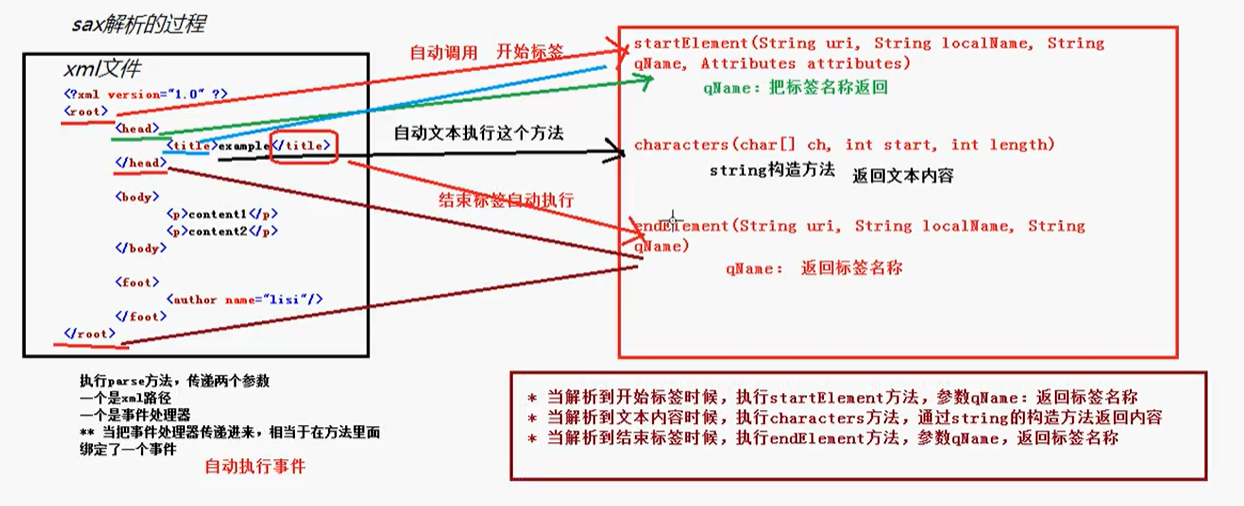 sax解析的过程
xml文件
<?xml version="1.0" ?>
<root>
<head>
<title>example</title>
</head>
<body>
<p>content1</p>
<p>content2</p>
</body>
<foot>
<author name="lisi"/>
</foot>
</root>
自动调用 开始标签
自动文本执行这个方法
结束标签自动执行
startElement(String uri, String localName, String
qName, Attributes attributes)
qName：把标签名称返回
characters(char[] ch, int start, int length)
string构造方法 返回文本内容
endElement(String uri, String localName, String
qName)
qName： 返回标签名称
执行parse方法，传递两个参数
一个是xml路径
一个是事件处理器
** 当把事件处理器传递进来，相当于在方法里面
绑定了一个事件
自动执行事件
* 当解析到开始标签时候，执行startElement方法，参数qName：返回标签名称
* 当解析到文本内容时候，执行characters方法，通过string的构造方法返回内容
* 当解析到结束标签时候，执行endElement方法，参数qName，返回标签名称